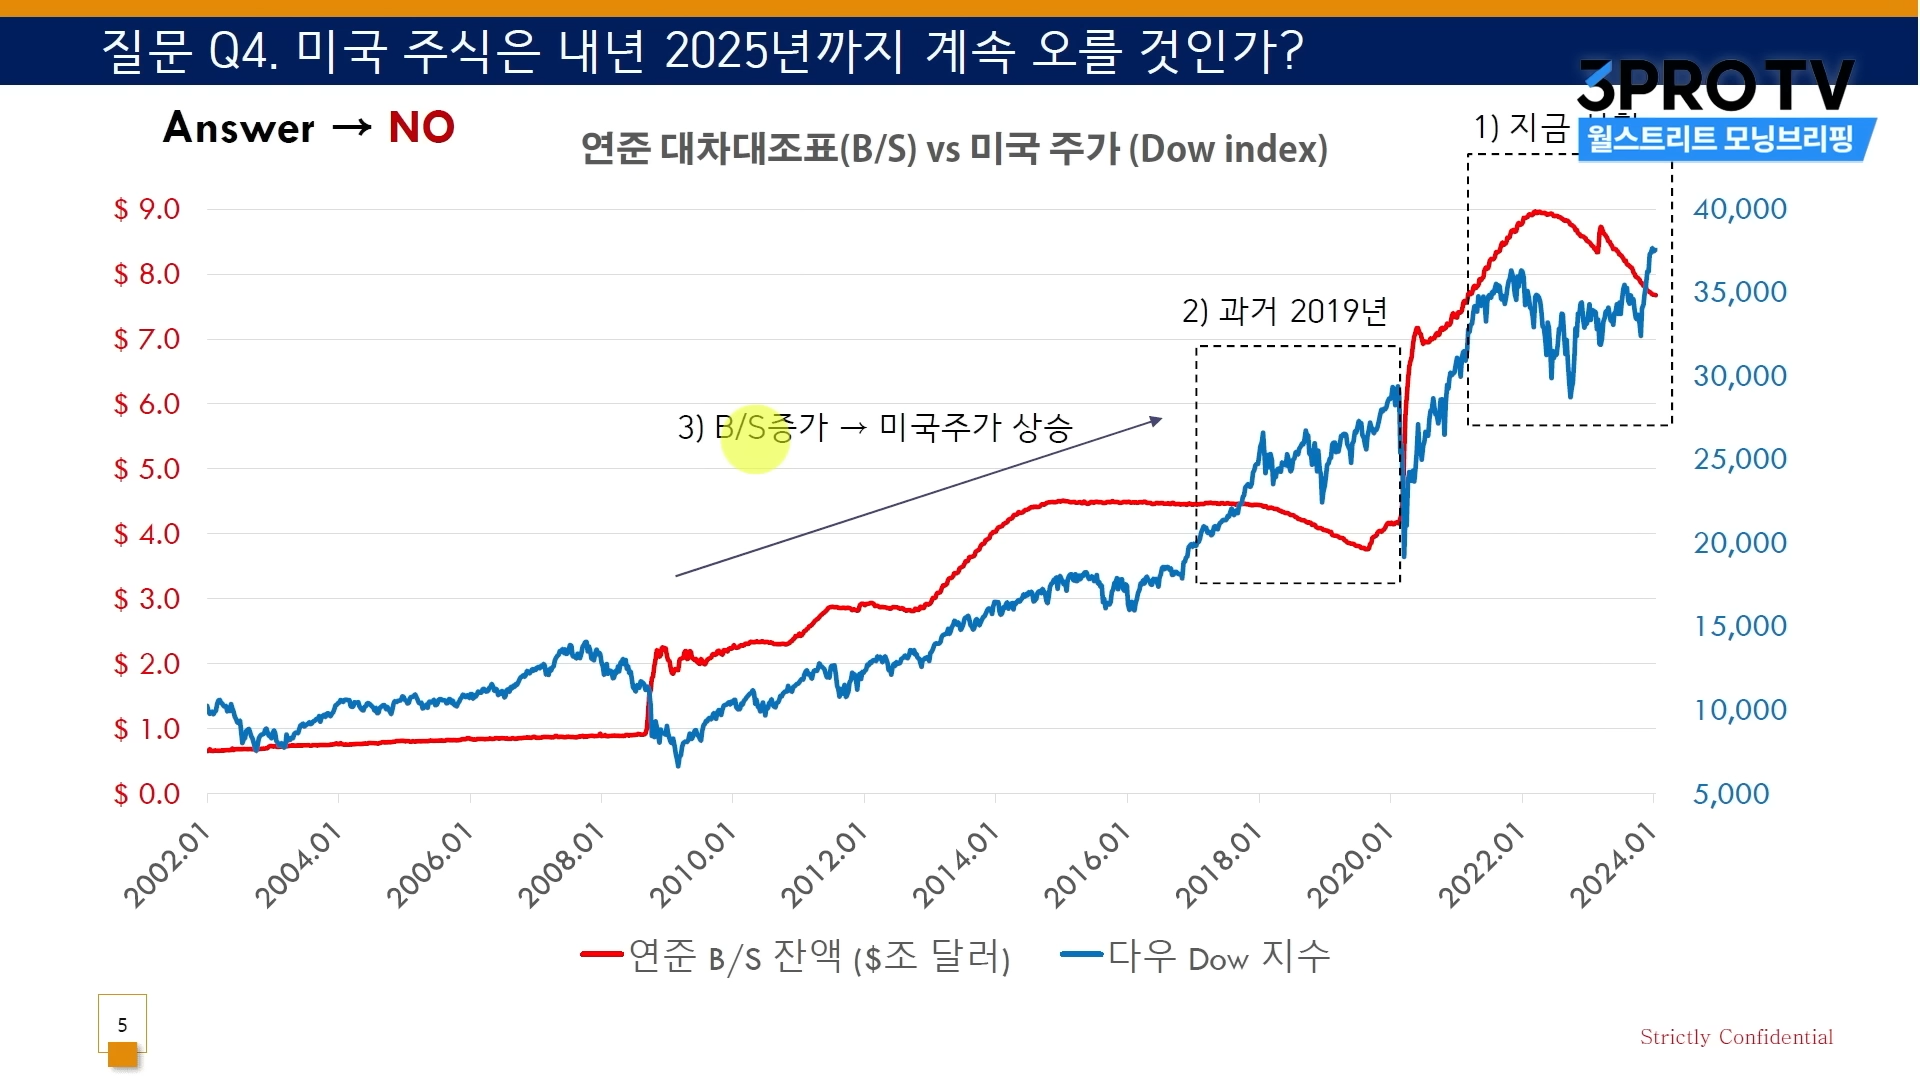 질문 Q4. 미국 주식은 내년 2025년까지 계속 오를 것인가?
3PRO TV
월스트리트 모닝브리핑
Answer → NO
연준 대차대조표(B/S) vs 미국 주가 (Dow index)
1) 지금
2) 과거 2019년
3) B/S증가 → 미국주가 상승
$ 9.0
$ 8.0
$ 7.0
$ 6.0
$ 5.0
$ 4.0
$ 3.0
$ 2.0
$ 1.0
$ 0.0
40,000
35,000
30,000
25,000
20,000
15,000
10,000
5,000
2002.01
2004.01
2006.01
2008.01
2010.01
2012.01
2014.01
2016.01
2018.01
2020.01
2022.01
2024.01
연준 B/S 잔액 ($조 달러)
다우 Dow 지수
5
Strictly Confidential